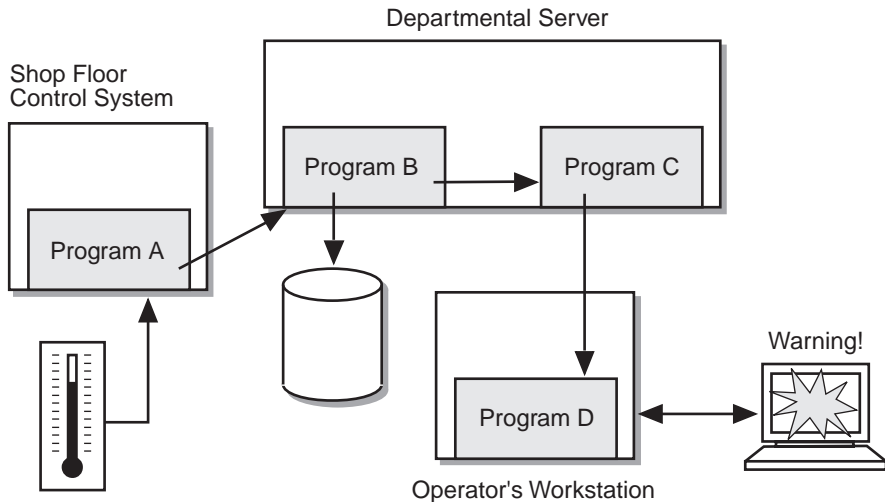 Departmental Server
Shop Floor
Control System
Program B
Program C
Program A
Warning!
Program D
Operator's Workstation